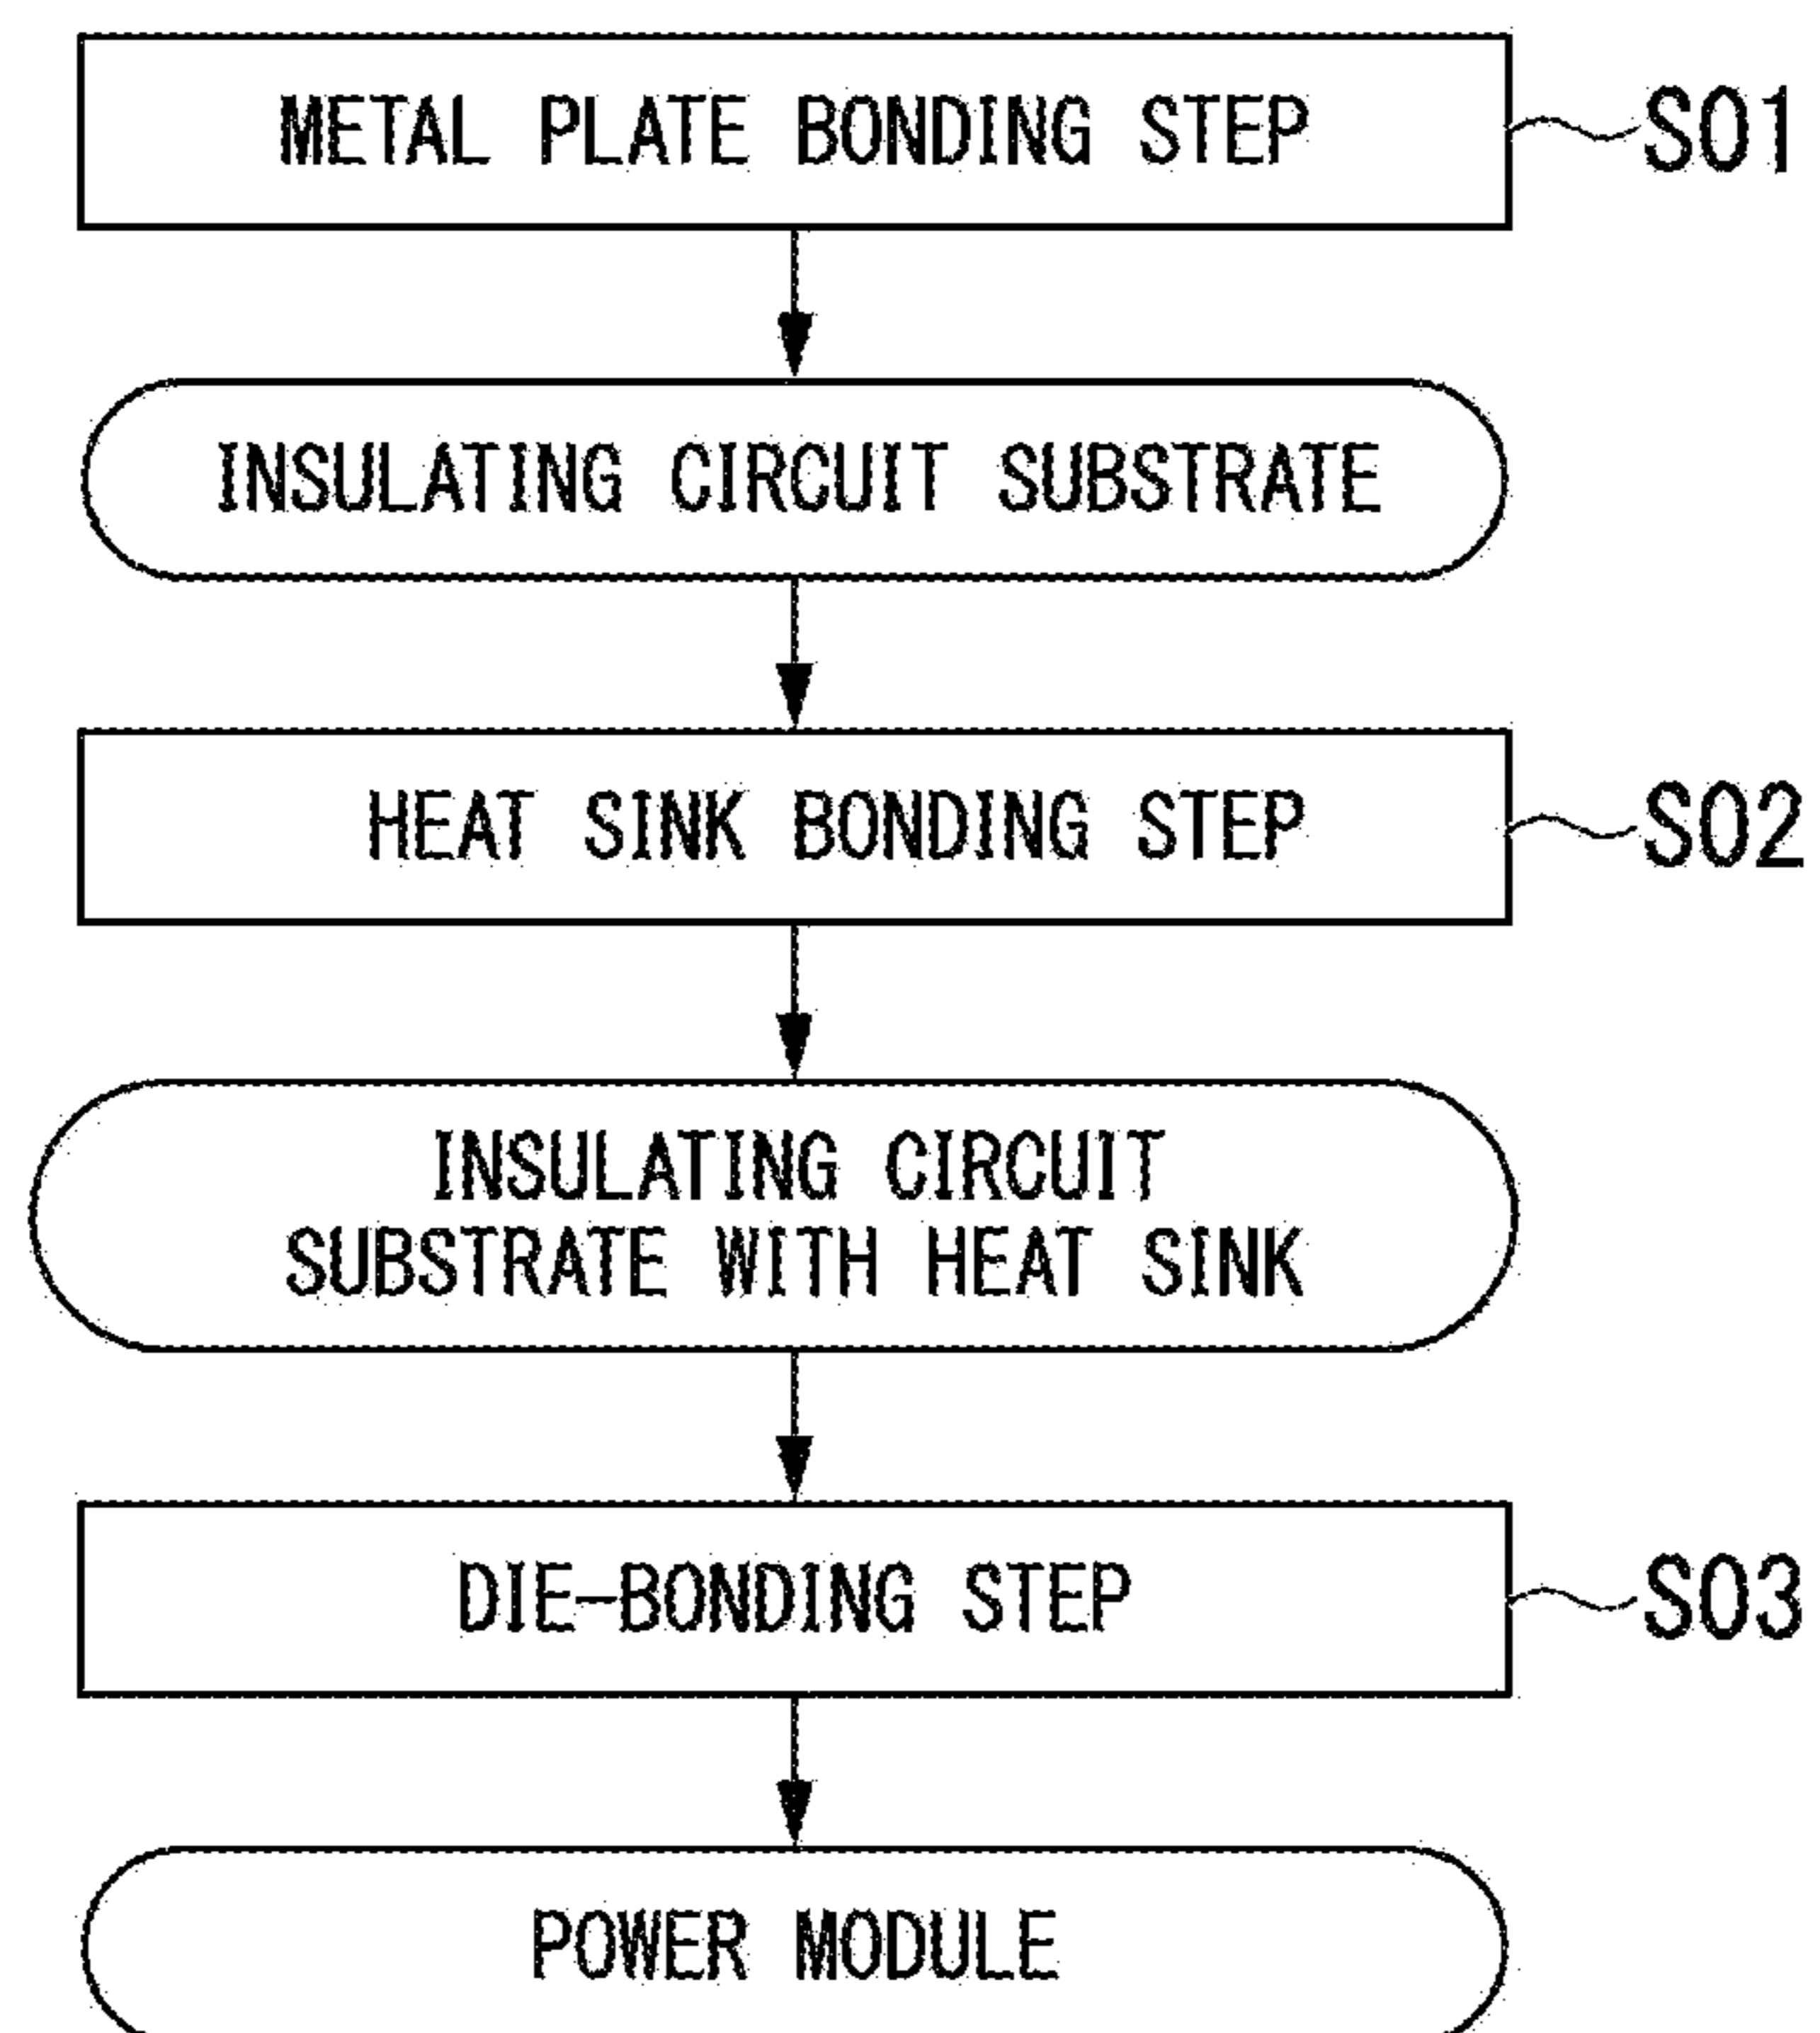 METAL PLATE BONDING STEP
S01
INSULATING CIRCUIT SUBSTRATE
HEAT SINK BONDING STEP
S02
INSULATING CIRCUIT
SUBSTRATE WITH HEAT SINK
DIE-BONDING STEP
S03
POWER MODULE